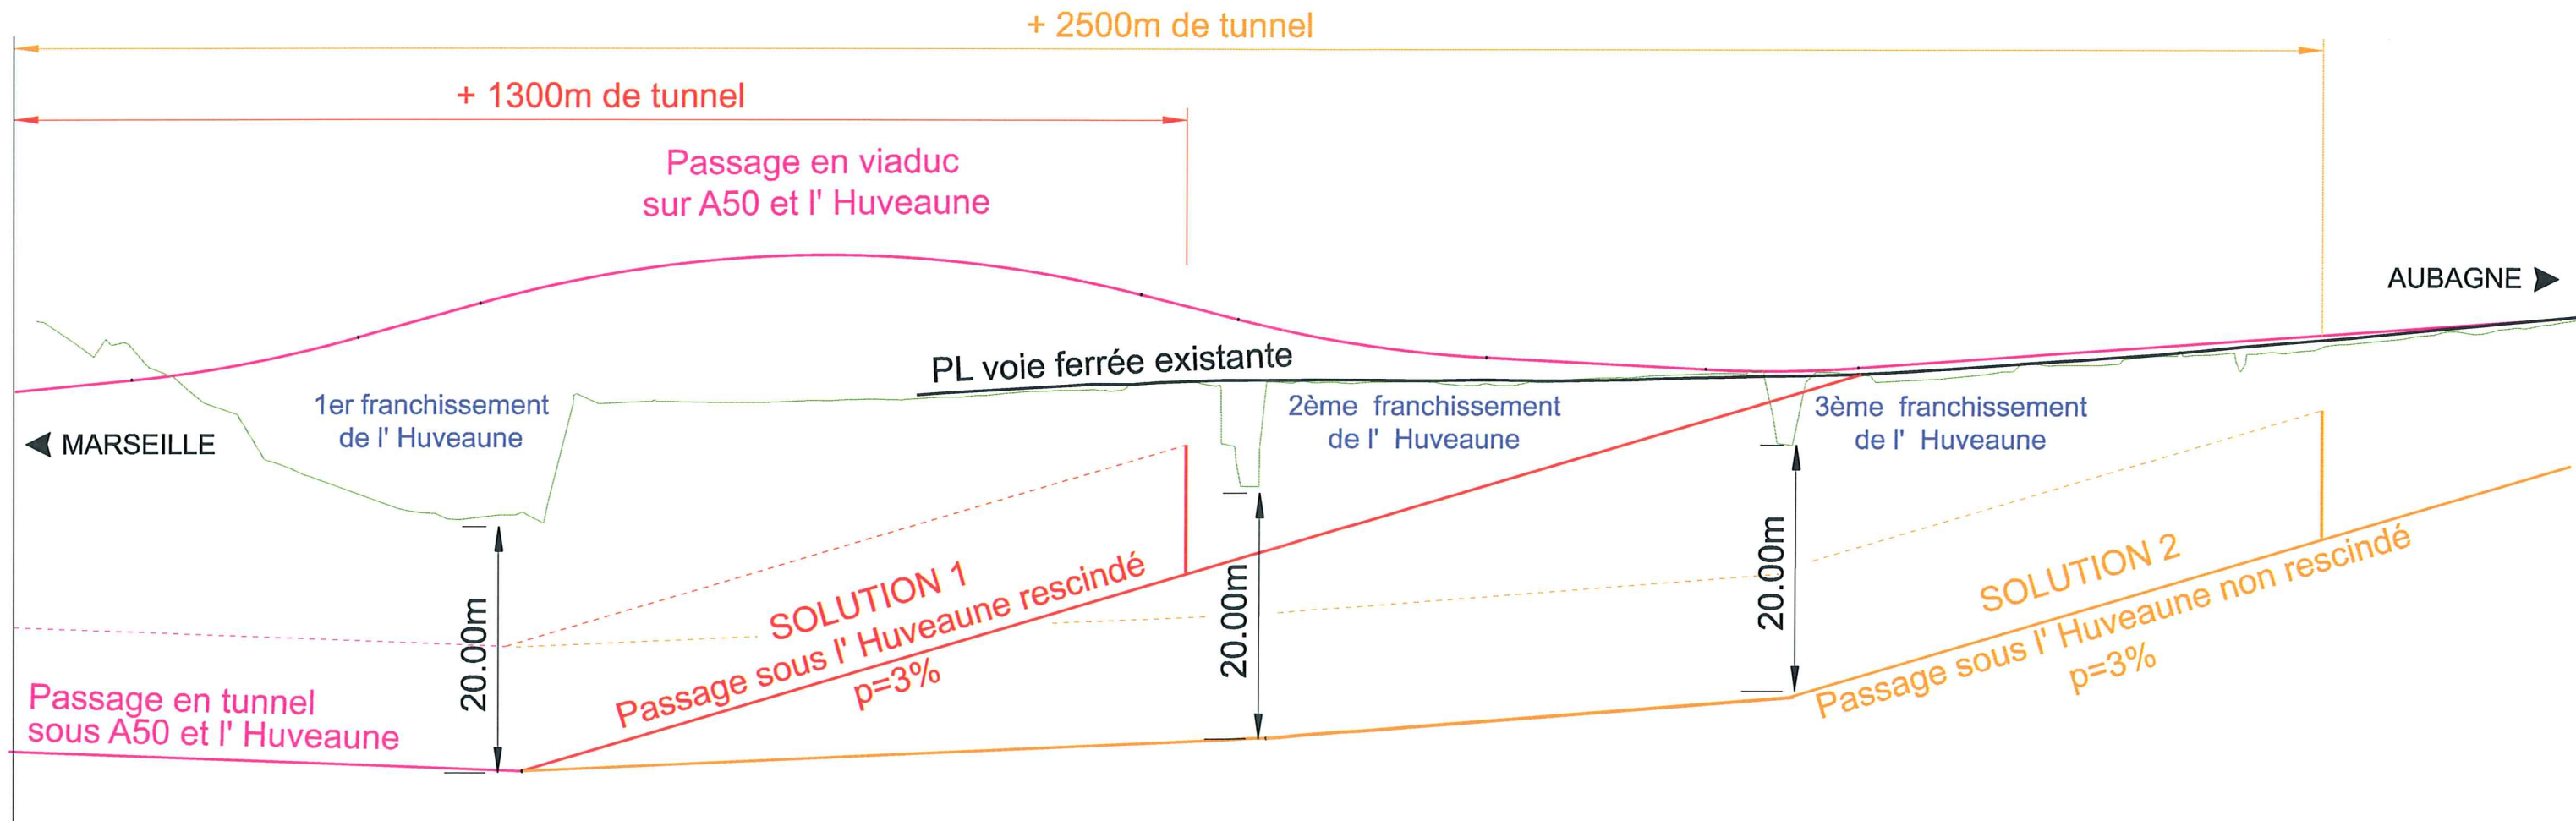 + 2500m de tunnel
+ 1300m de tunnel
Passage en viaduc
sur A50 et l' Huveaune
AUBAGNE
PL voie ferrée existante
1er franchissement
de l' Huveaune
2ème franchissement
de l' Huveaune
3ème franchissement
de l' Huveaune
MARSEILLE
20.00m
20.00m
20.00m
SOLUTION 1
Passage sous l' Huveaune rescindé
p=3%
SOLUTION 2
Passage sous l' Huveaune non rescindé
p=3%
Passage en tunnel
sous A50 et l' Huveaune